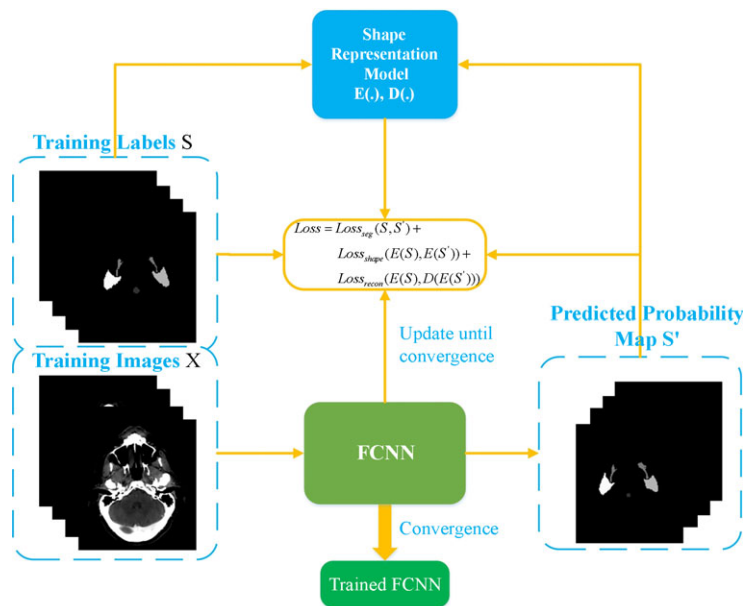 Shape
Representation
Model
E(.), D(.)
Training Labels S
Loss = Loss_seg(S,S') +
Loss_shape(E(S),E(S')) +
Loss_recon(E(S),D(E(S')))
Update until
convergence
Predicted Probability
Map S'
Training Images X
FCNN
Convergence
Trained FCNN